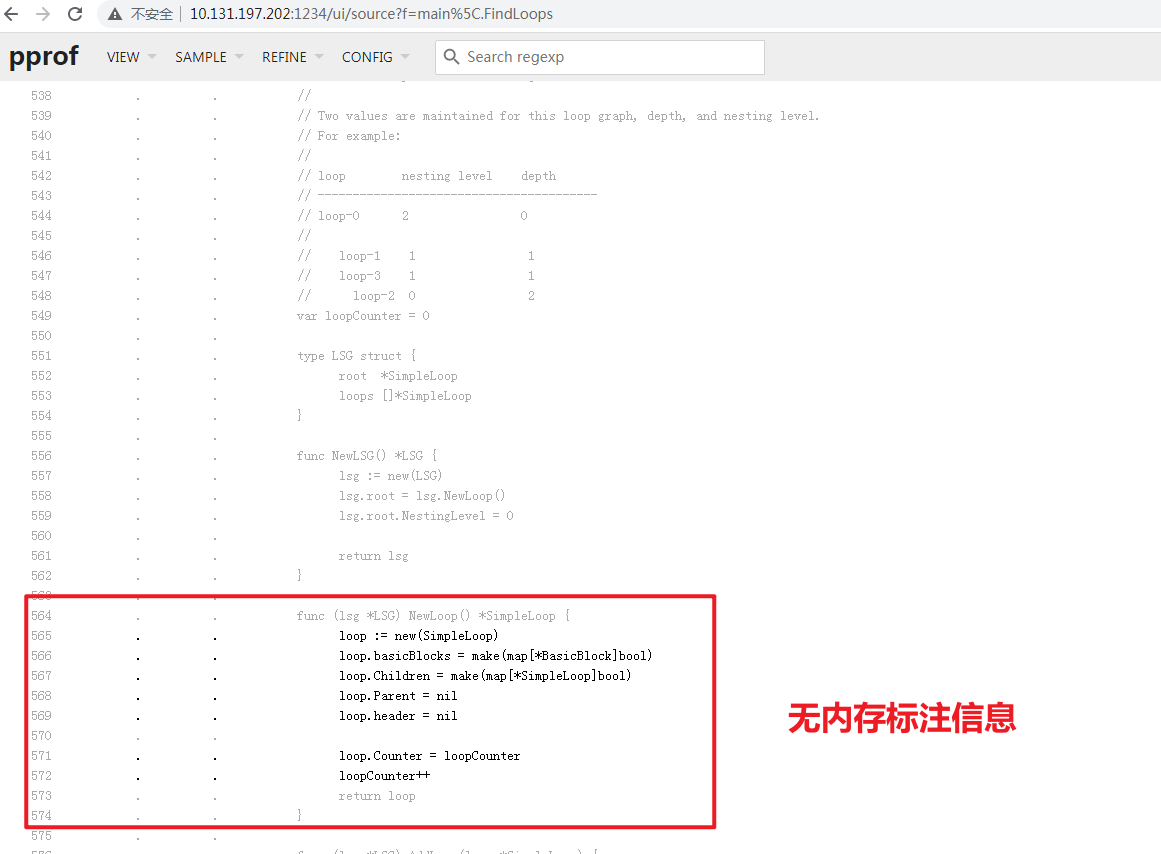 不安全 10.131.197.202:1234/ui/source?f=main%5C.FindLoops
pprof VIEW SAMPLE REFINE CONFIG Search regexp
538 . . //
539 . . // Two values are maintained for this loop graph, depth, and nesting level.
540 . . // For example:
541 . . //
542 . . // loop nesting level depth
543 . . // ----------------------------------------
544 . . // loop-0 2 0
545 . . //
546 . . // loop-1 1 1
547 . . // loop-3 1 1
548 . . // loop-2 0 2
549 . . var loopCounter = 0
550 . .
551 . . type LSG struct {
552 . . root *SimpleLoop
553 . . loops []*SimpleLoop
554 . . }
555 . .
556 . . func NewLSG() *LSG {
557 . . lsg := new(LSG)
558 . . lsg.root = lsg.NewLoop()
559 . . lsg.root.NestingLevel = 0
560 . .
561 . . return lsg
562 . . }
563 . .
564 . . func (lsg *LSG) NewLoop() *SimpleLoop {
565 . . loop := new(SimpleLoop)
566 . . loop.basicBlocks = make(map[*BasicBlock]bool)
567 . . loop.Children = make(map[*SimpleLoop]bool)
568 . . loop.Parent = nil
569 . . loop.header = nil
570 . .
571 . . loop.Counter = loopCounter
572 . . loopCounter++
573 . . return loop
574 . . }
575 . .
无内存标注信息